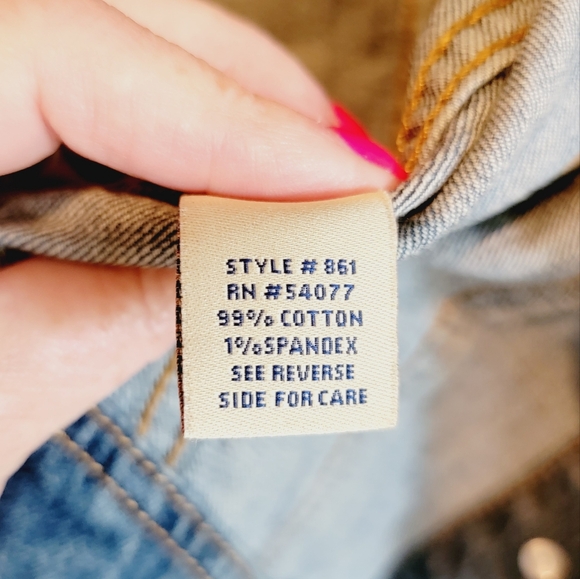 STYLE # 861
RN #54077
99% COTTON
1% SPANDEX
SEE REVERSE
SIDE FOR CARE